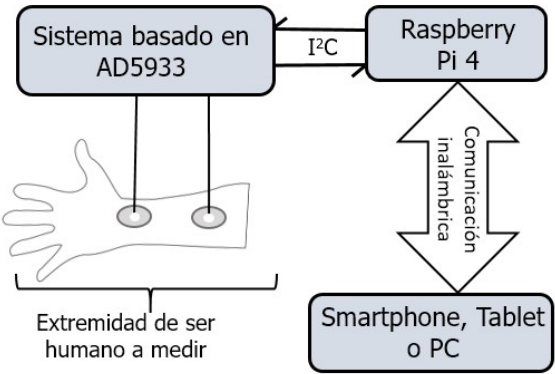 Sistema basado en
AD5933
I²C
Raspberry
Pi 4
Comunicación
inalámbrica
Extremidad de ser
humano a medir
Smartphone, Tablet
o PC